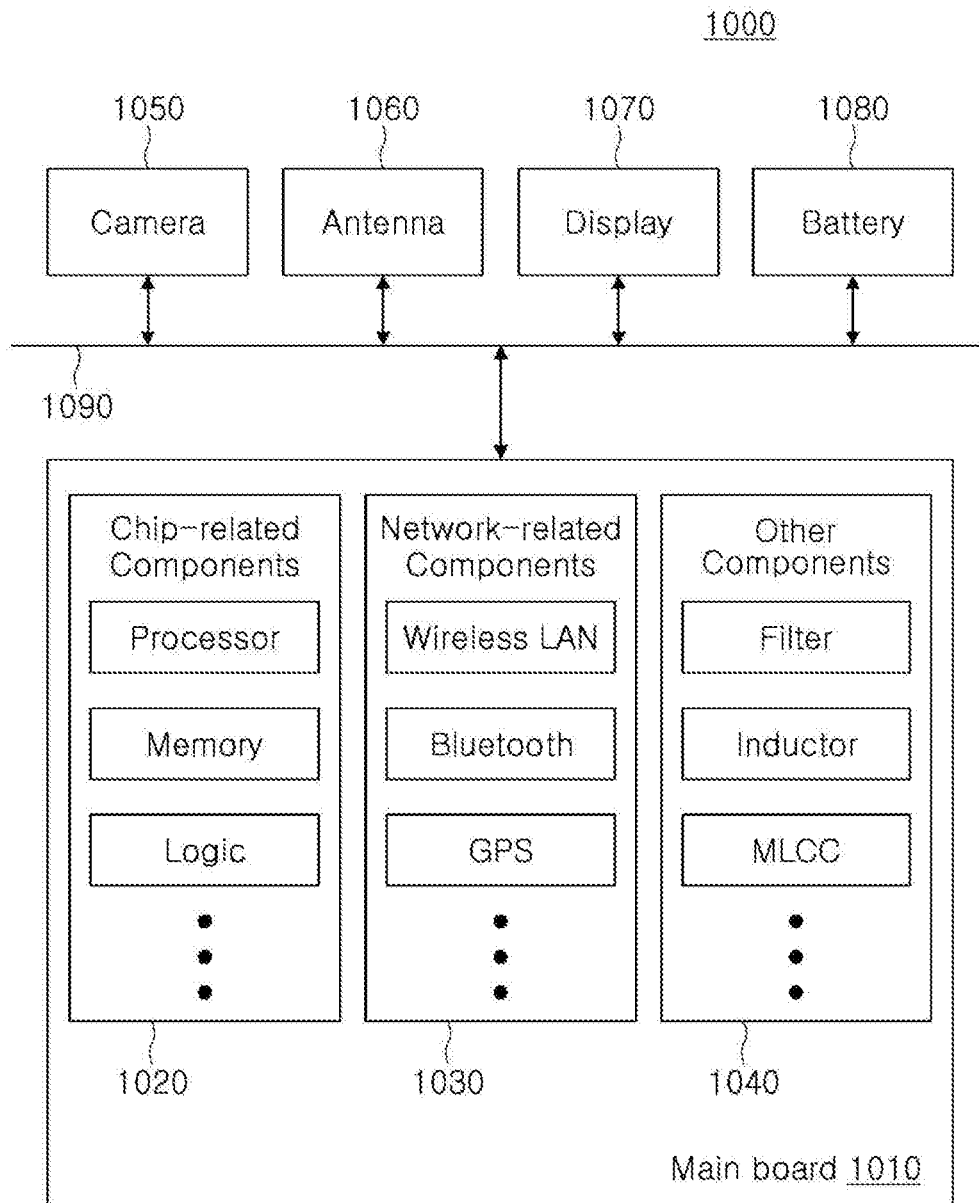 1000
1050
1060
1070
1080
Camera
Antenna
Display
Battery
1090
Chip-related
Components
Processor
Memory
Logic
1020
Network-related
Components
Wireless LAN
Bluetooth
GPS
1030
Other
Components
Filter
Inductor
MLCC
1040
Main board 1010